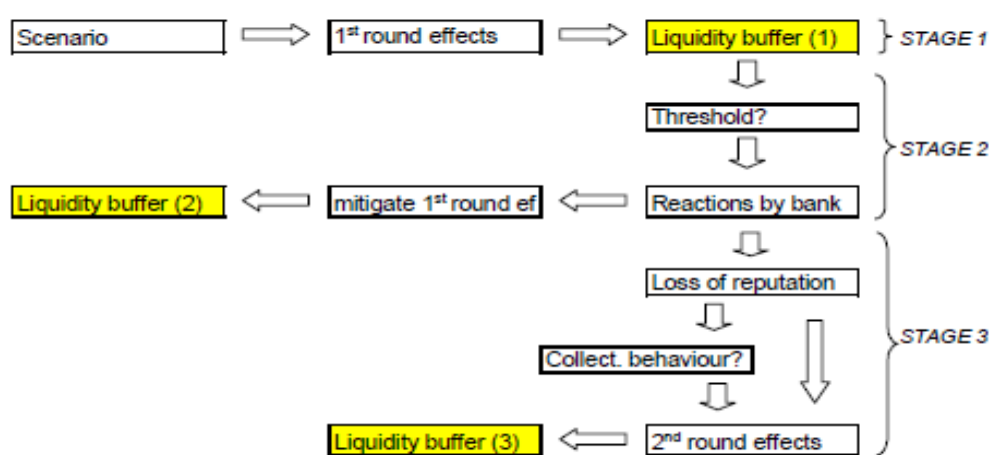 Scenario
1st round effects
Liquidity buffer (1)
STAGE 1
Threshold?
STAGE 2
Liquidity buffer (2)
mitigate 1st round ef
Reactions by bank
Loss of reputation
STAGE 3
Collect. behaviour?
Liquidity buffer (3)
2nd round effects